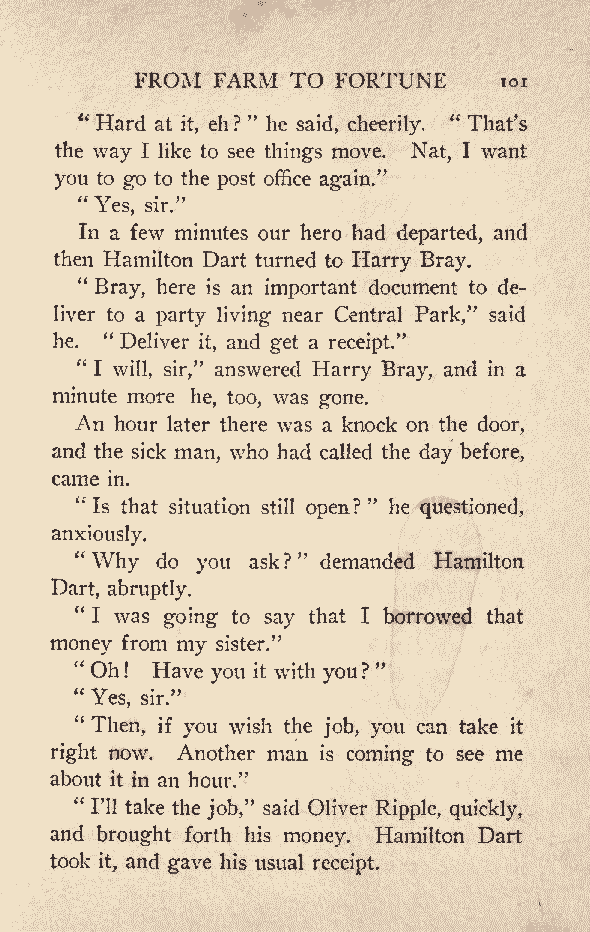 FROM FARM TO FORTUNE 101
“Hard at it, eh?” he said, cheerily. “That’s
the way I like to see things move. Nat, I want
you to go to the post office again.”
“Yes, sir.”
In a few minutes our hero had departed, and
then Hamilton Dart turned to Harry Bray.
“Bray, here is an important document to de-
liver to a party living near Central Park,” said
he. “Deliver it, and get a receipt.”
“I will, sir,” answered Harry Bray, and in a
minute more he, too, was gone.
An hour later there was a knock on the door,
and the sick man, who had called the day before,
came in.
“Is that situation still open?” he questioned,
anxiously.
“Why do you ask?” demanded Hamilton
Dart, abruptly.
“I was going to say that I borrowed that
money from my sister.”
“Oh! Have you it with you?”
“Yes, sir.”
“Then, if you wish the job, you can take it
right now. Another man is coming to see me
about it in an hour.”
“I’ll take the job,” said Oliver Ripple, quickly,
and brought forth his money. Hamilton Dart
took it, and gave his usual receipt.